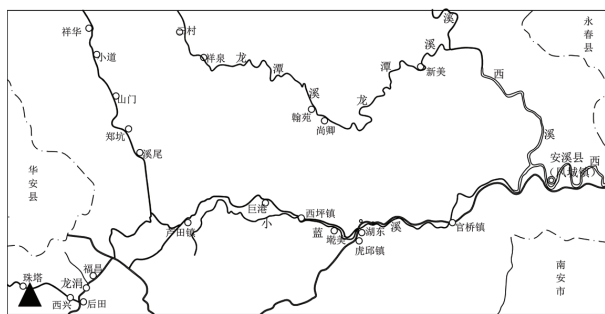 祥华
小道
山门
郑坑
溪尾
祥泉
龙
潭
溪
翰苑
尚卿
龙
潭
溪
溪
新美
西
溪
永春县
安溪县
（凤城镇）
西
华安县
芦田镇
巨港
小
西坪镇
蓝
湖东
虎邱镇
溪
官桥镇
南安市
珠塔
龙涓
福昌
西兴
后田